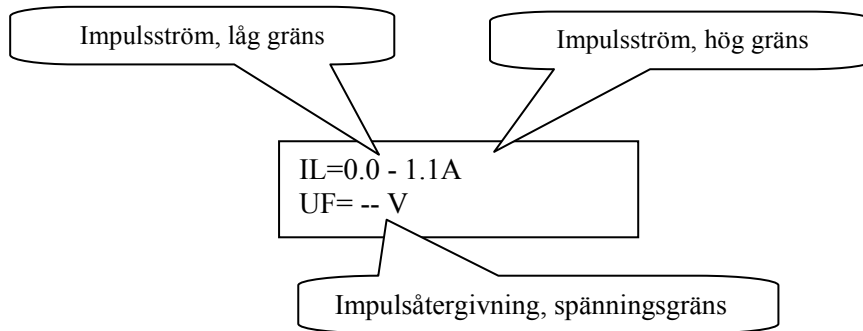 Impulsström, låg gräns
Impulsström, hög gräns
IL=0.0 - 1.1A
UF= -- V
Impulsåtergivning, spänningsgräns